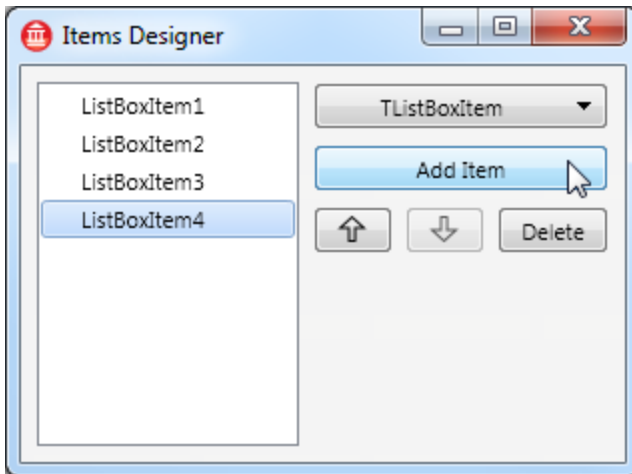 Items Designer
ListBoxItem1
ListBoxItem2
ListBoxItem3
ListBoxItem4
TListBoxItem
Add Item
Delete